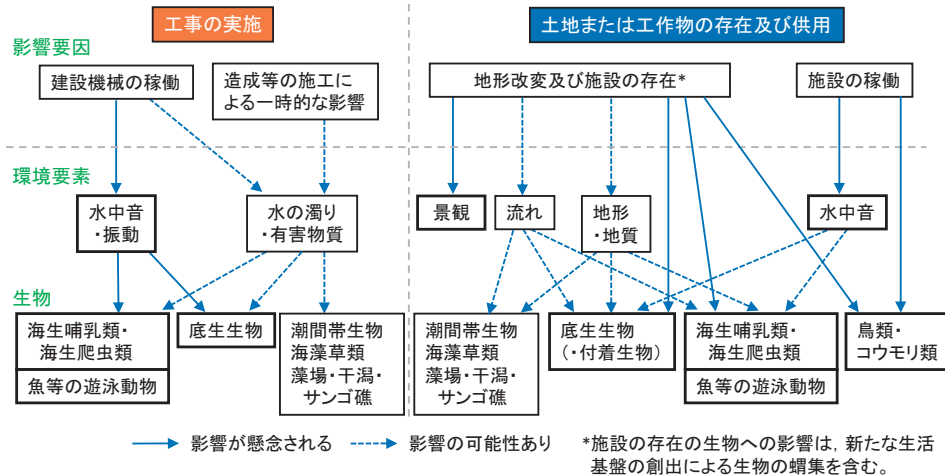 工事の実施
土地または工作物の存在及び供用
影響要因
建設機械の稼働
造成等の施工に
よる一時的な影響
地形改変及び施設の存在*
施設の稼働
環境要素
水中音
・振動
水の濁り
・有害物質
景観
流れ
地形
・地質
水中音
生物
海生哺乳類・
海生爬虫類
魚等の遊泳動物
底生生物
潮間帯生物
海藻草類
藻場・干潟・
サンゴ礁
潮間帯生物
海藻草類
藻場・干潟・
サンゴ礁
底生生物
(・付着生物)
海生哺乳類・
海生爬虫類
魚等の遊泳動物
鳥類・
コウモリ類
影響が懸念される
影響の可能性あり
*施設の存在の生物への影響は，新たな生活
基盤の創出による生物の蝟集を含む。